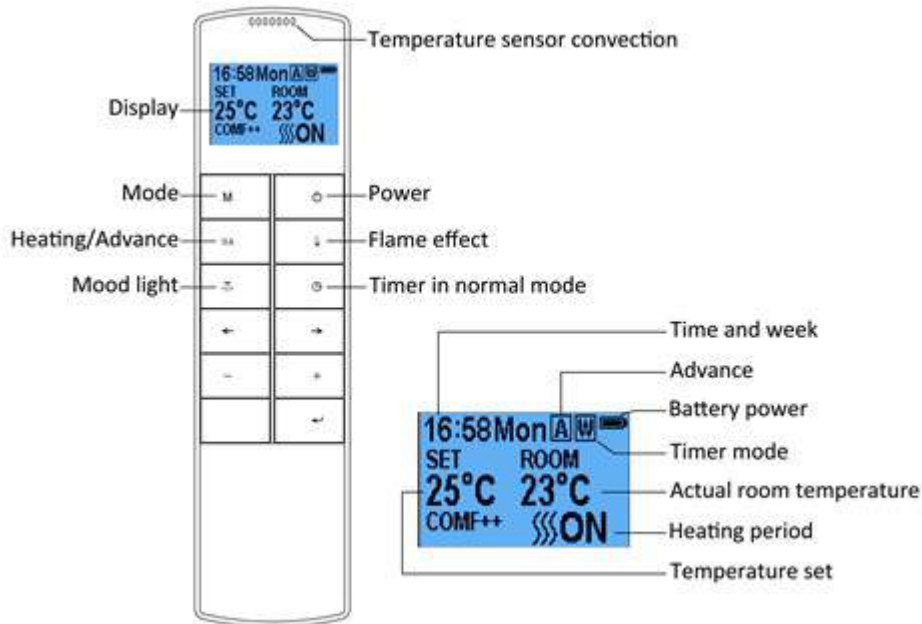 Temperature sensor convection
16:58Mon A W
SET ROOM
25°C 23°C
COMF++ ON
Display
Mode
M
Power
Heating/Advance
Flame effect
Mood light
Timer in normal mode
←
→
−
+
Time and week
Advance
Battery power
Timer mode
Actual room temperature
Heating period
Temperature set
16:58Mon A W
SET ROOM
25°C 23°C
COMF++ ON